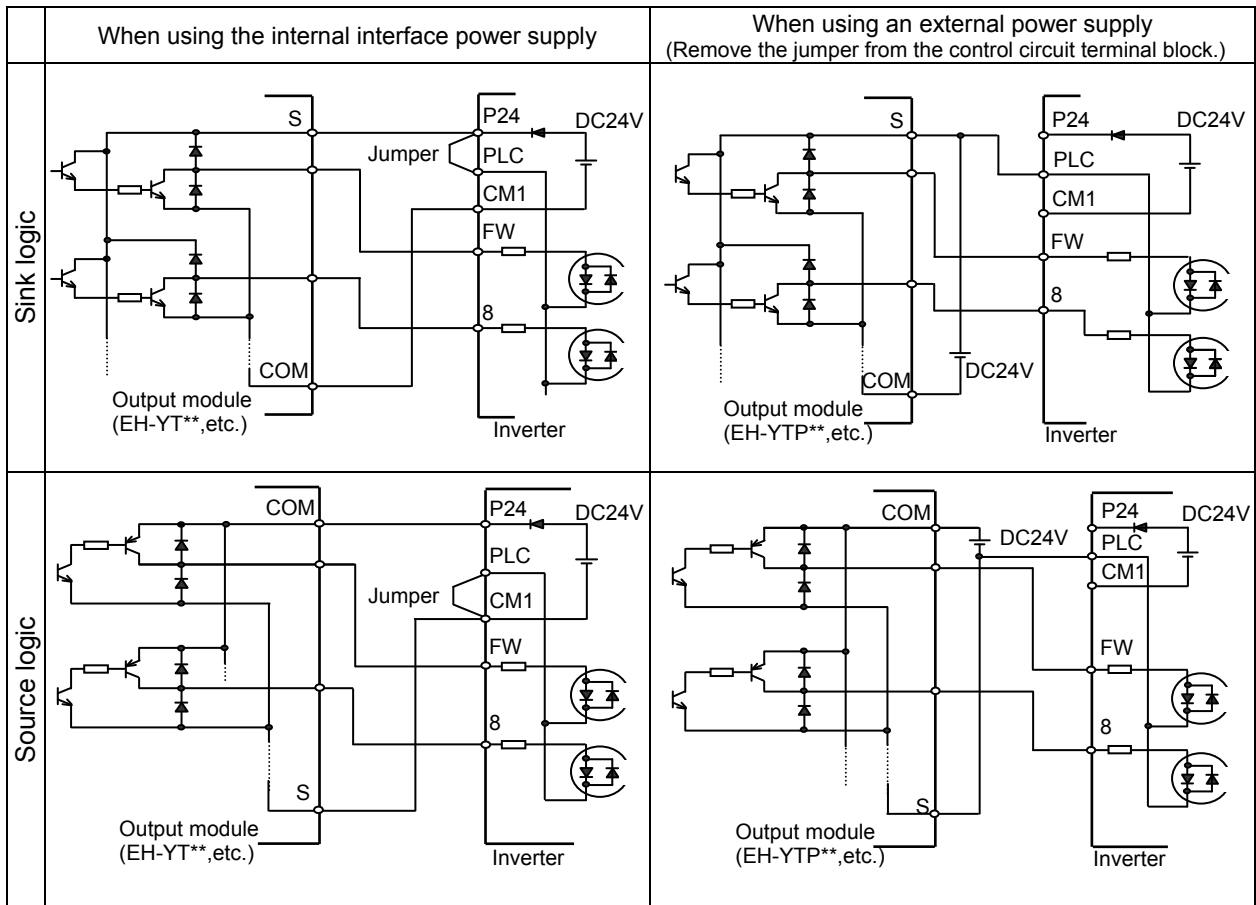 When using the internal interface power supply
When using an external power supply
(Remove the jumper from the control circuit terminal block.)
Sink logic
S
P24
DC24V
Jumper
PLC
CM1
FW
8
COM
Output module
(EH-YT**,etc.)
Inverter
S
P24
DC24V
PLC
CM1
FW
8
COM
DC24V
Output module
(EH-YTP**,etc.)
Inverter
Source logic
COM
P24
DC24V
PLC
Jumper
CM1
FW
8
S
Output module
(EH-YT**,etc.)
Inverter
COM
DC24V
P24
DC24V
PLC
CM1
FW
8
S
Output module
(EH-YTP**,etc.)
Inverter